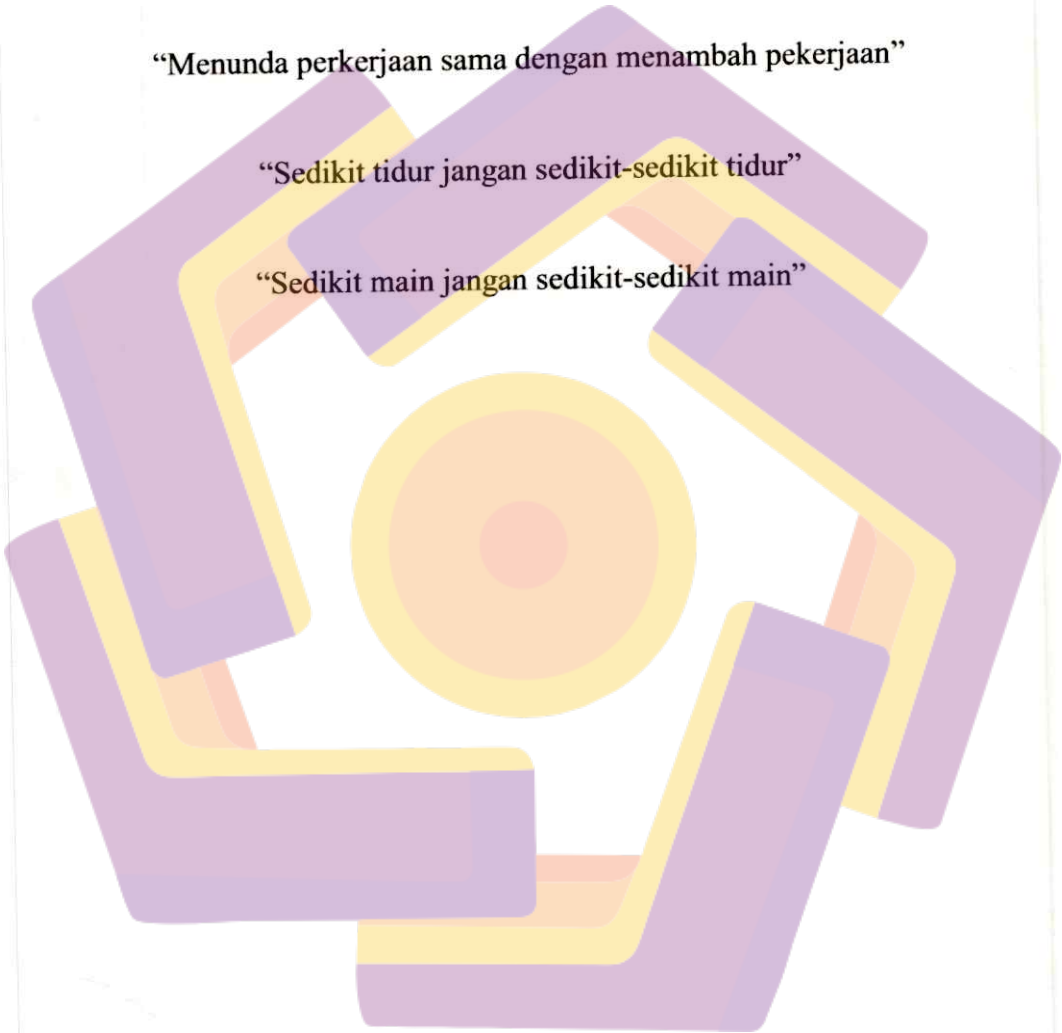 “Menunda perkerjaan sama dengan menambah pekerjaan”
“Sedikit tidur jangan sedikit-sedikit tidur”
“Sedikit main jangan sedikit-sedikit main”